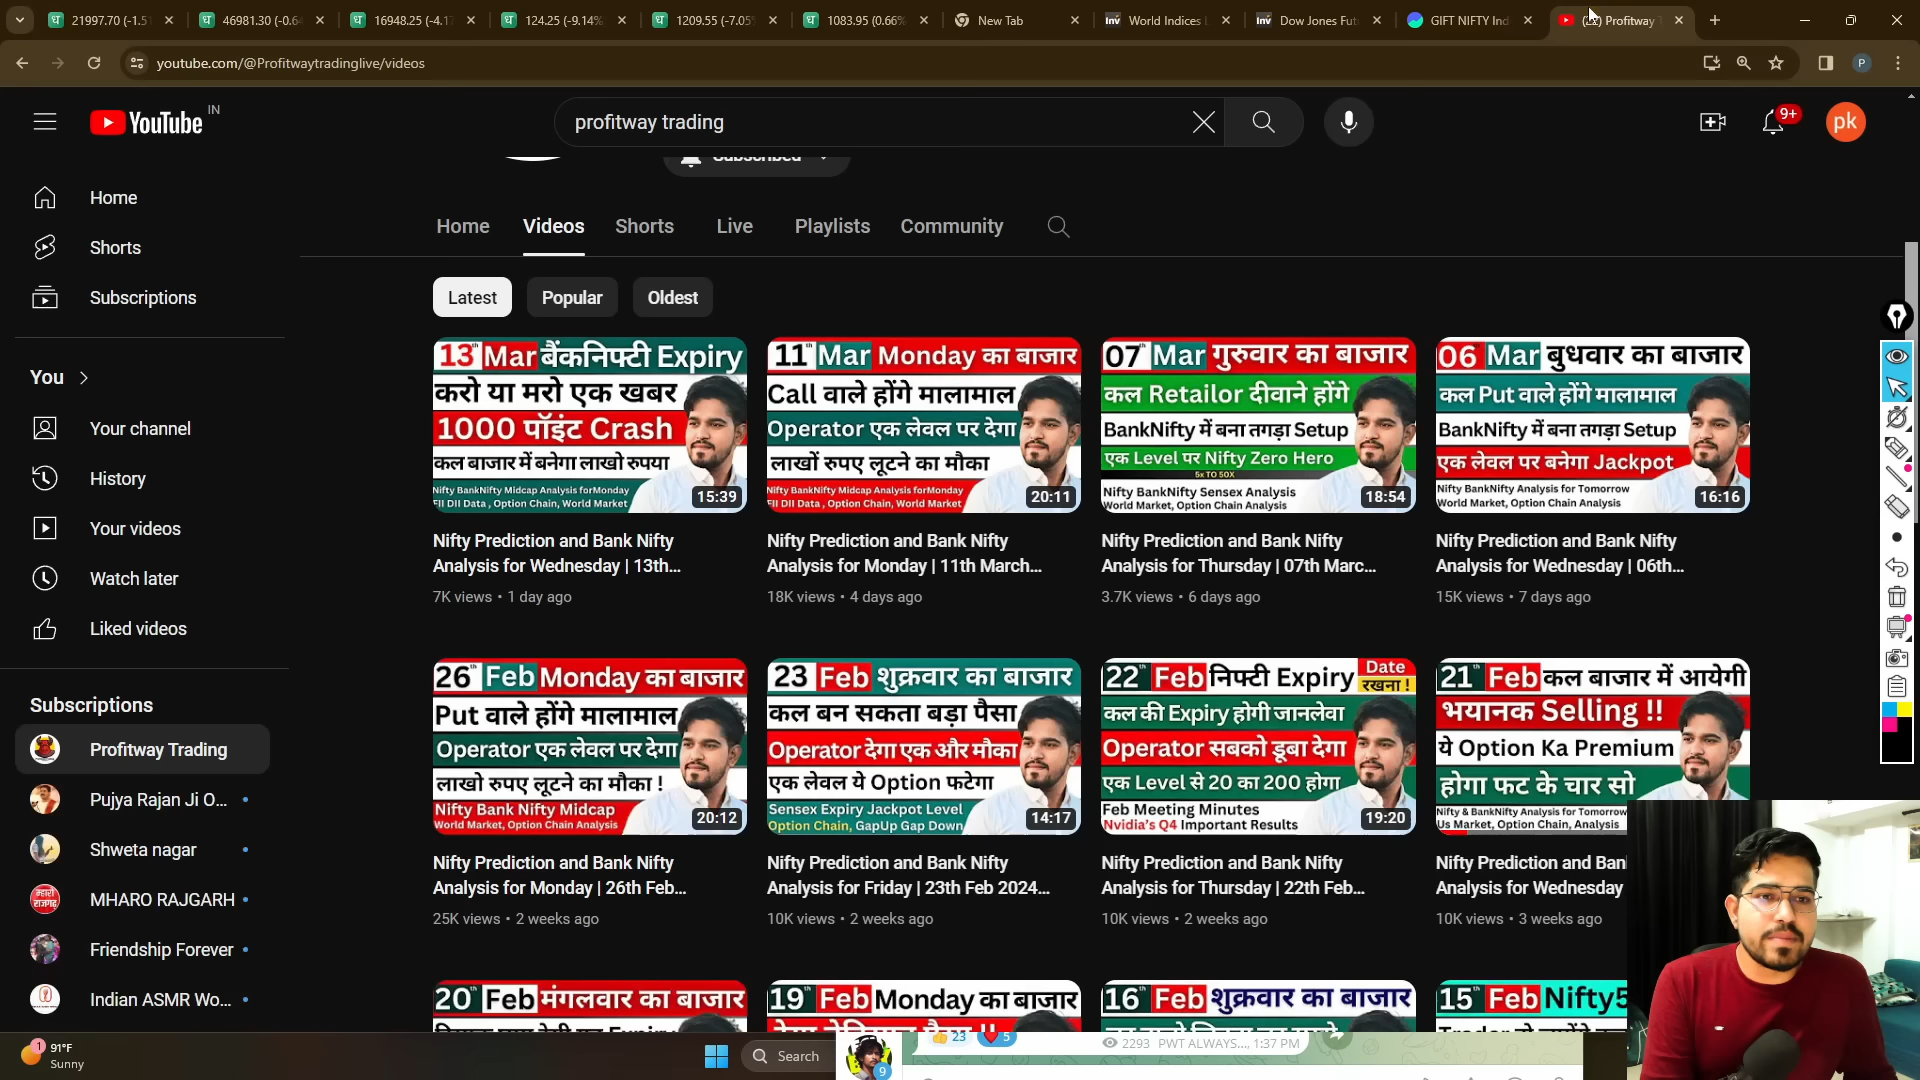 21997.70 (-1.5
46981.30 (-0.6
16948.25 (-4.1
124.25 (-9.14%
1209.55 (-7.05
1083.95 (0.66%
New Tab
Inv World Indices
Inv Dow Jones Fut
GIFT NIFTY Ind
Profitway
youtube.com/@Profitwaytradinglive/videos
P
YouTube IN
profitway trading
9+
pk
Subscribed
Home
Shorts
Subscriptions
You
Your channel
History
Your videos
Watch later
Liked videos
Subscriptions
Profitway Trading
Pujya Rajan Ji O...
Shweta nagar
MHARO RAJGARH
Friendship Forever
Indian ASMR Wo...
Home Videos Shorts Live Playlists Community
Latest Popular Oldest
13th Mar बैंकनिफ्टी Expiry
करो या मरो एक खबर
1000 पॉइंट Crash
कल बाजार में बनेगा लाखो रुपया
Nifty BankNifty Midcap Analysis forMonday
FII DII Data , Option Chain, World Market
15:39
Nifty Prediction and Bank Nifty
Analysis for Wednesday | 13th...
7K views • 1 day ago
11th Mar Monday का बाजार
Call वाले होंगे मालामाल
Operator एक लेवल पर देगा
लाखों रुपए लूटने का मौका
Nifty BankNifty Midcap Analysis forMonday
FII DII Data , Option Chain, World Market
20:11
Nifty Prediction and Bank Nifty
Analysis for Monday | 11th March...
18K views • 4 days ago
07th Mar गुरुवार का बाजार
कल Retailor दीवाने होंगे
BankNifty में बना तगड़ा Setup
एक Level पर Nifty Zero Hero
5x TO 50X
Nifty BankNifty Sensex Analysis
World Market, Option Chain Analysis
18:54
Nifty Prediction and Bank Nifty
Analysis for Thursday | 07th Marc...
3.7K views • 6 days ago
06th Mar बुधवार का बाजार
कल Put वाले होंगे मालामाल
BankNifty में बना तगड़ा Setup
एक लेवल पर बनेगा Jackpot
Nifty BankNifty Analysis for Tomorrow
World Market, Option Chain Analysis
16:16
Nifty Prediction and Bank Nifty
Analysis for Wednesday | 06th...
15K views • 7 days ago
26th Feb Monday का बाजार
Put वाले होंगे मालामाल
Operator एक लेवल पर देगा
लाखो रुपए लूटने का मौका !
Nifty Bank Nifty Midcap
World Market, Option Chain Analysis
20:12
Nifty Prediction and Bank Nifty
Analysis for Monday | 26th Feb...
25K views • 2 weeks ago
23 Feb शुक्रवार का बाजार
कल बन सकता बड़ा पैसा
Operator देगा एक और मौका
एक लेवल ये Option फटेगा
Sensex Expiry Jackpot Level
Option Chain, GapUp Gap Down
14:17
Nifty Prediction and Bank Nifty
Analysis for Friday | 23th Feb 2024...
10K views • 2 weeks ago
22th Feb निफ्टी Expiry
Date
रखना !
कल की Expiry होगी जानलेवा
Operator सबको डूबा देगा
एक Level से 20 का 200 होगा
Feb Meeting Minutes
Nvidia's Q4 Important Results
19:20
Nifty Prediction and Bank Nifty
Analysis for Thursday | 22th Feb...
10K views • 2 weeks ago
21th Feb कल बाजार में आयेगी
भयानक Selling !!
ये Option Ka Premium
होगा फट के चार सो
Nifty & BankNifty Analysis for Tomorrow
Us Market, Option Chain, Analysis
Nifty Prediction and Ban
Analysis for Wednesday
10K views • 3 weeks ago
20th Feb मंगलवार का बाजार
19th Feb Monday का बाजार
16th Feb शुक्रवार का बाजार
15th Feb Nifty5
1
91°F
Sunny
Search
9
23
5
2293 PWT ALWAYS..., 1:37 PM